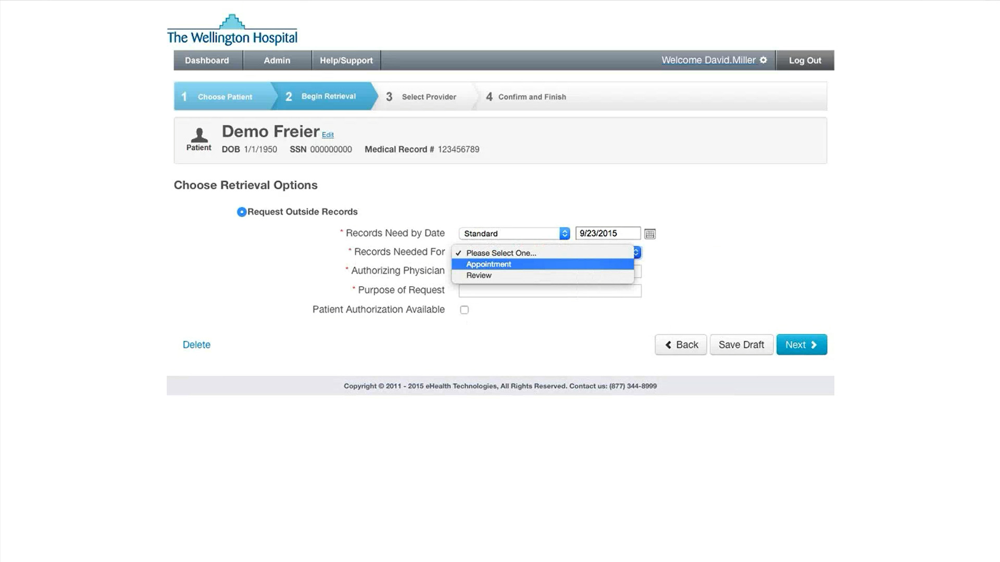 The Wellington Hospital
Dashboard Admin Help/Support Welcome David.Miller Log Out
1 Choose Patient 2 Begin Retrieval 3 Select Provider 4 Confirm and Finish
Demo Freier Edit
Patient
DOB 1/1/1950 SSN 000000000 Medical Record # 123456789
Choose Retrieval Options
Request Outside Records
* Records Need by Date Standard 9/23/2015
* Records Needed For ✓ Please Select One...
Appointment
* Authorizing Physician
Review
* Purpose of Request
Patient Authorization Available
Delete Back Save Draft Next
Copyright © 2011 - 2015 eHealth Technologies, All Rights Reserved. Contact us: (877) 344-8999